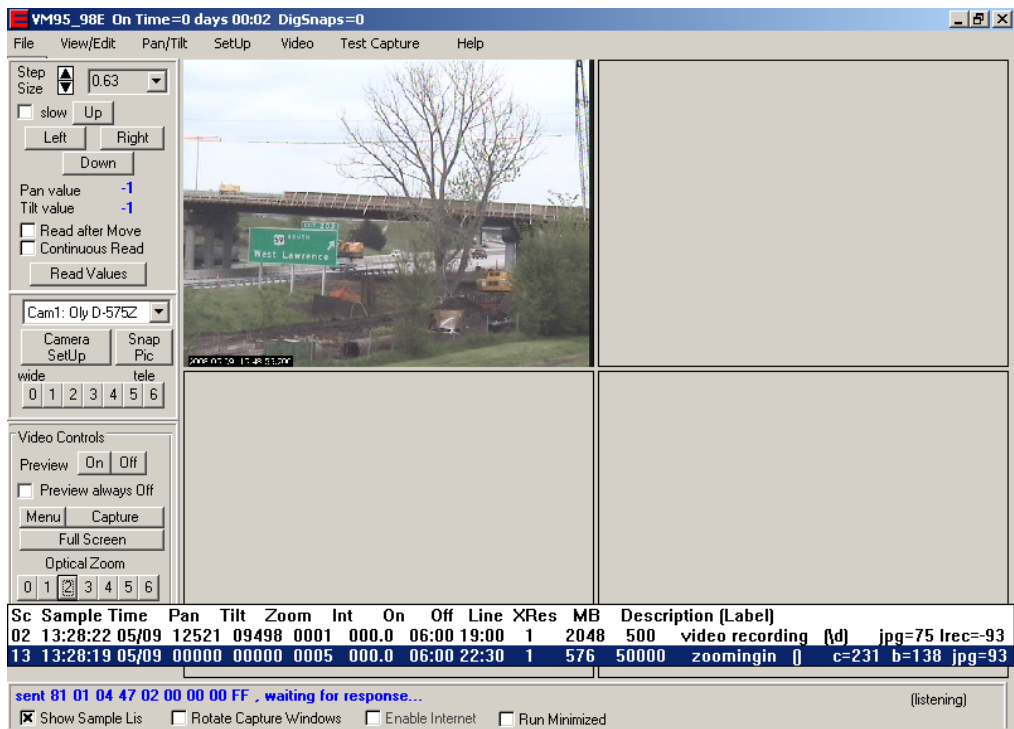 VM95_98E On Time=0 days 00:02 DigSnaps=0
File View/Edit Pan/Tilt SetUp Video Test Capture Help
Step Size 0.63
slow Up
Left Right
Down
Pan value -1
Tilt value -1
Read after Move
Continuous Read
Read Values
Cam1: Oly D-575Z
Camera SetUp Snap Pic
wide tele
0 1 2 3 4 5 6
Video Controls
Preview On Off
Preview always Off
Menu Capture
Full Screen
Optical Zoom
0 1 2 3 4 5 6
EXIT 202
59 SOUTH
West Lawrence
Sc Sample Time Pan Tilt Zoom Int On Off Line XRes MB Description (Label)
02 13:28:22 05/09 12521 09498 0001 000.0 06:00 19:00 1 2048 500 video recording (\d) jpg=75 lrec=-93
13 13:28:19 05/09 00000 00000 0005 000.0 06:00 22:30 1 576 50000 zoomingin () c=231 b=138 jpg=93
sent 81 01 04 47 02 00 00 00 FF , waiting for response...
(listening)
Show Sample Lis Rotate Capture Windows Enable Internet Run Minimized